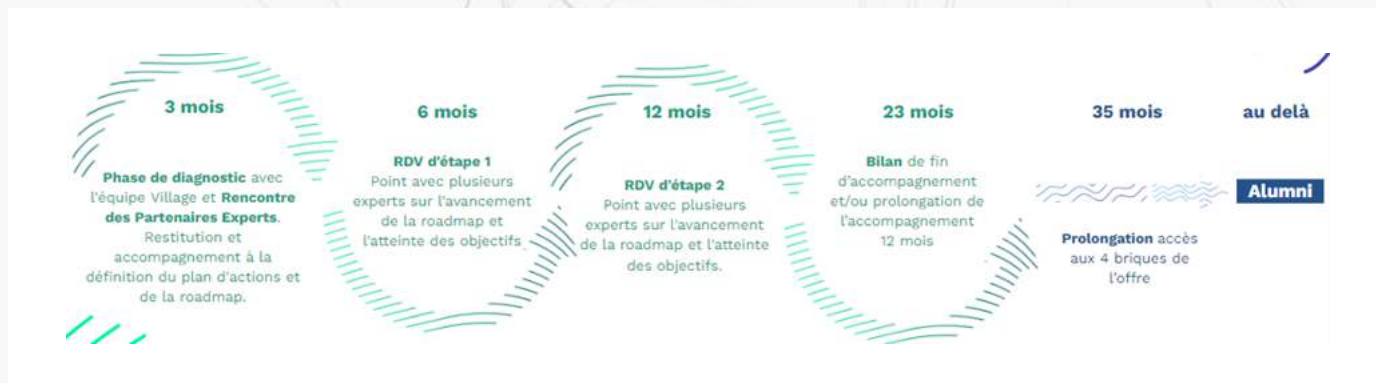 3 mois
Phase de diagnostic avec
l'équipe Village et Rencontre
des Partenaires Experts.
Restitution et
accompagnement à la
définition du plan d'actions et
de la roadmap.
6 mois
RDV d'étape 1
Point avec plusieurs
experts sur l'avancement
de la roadmap et
l'atteinte des objectifs
12 mois
RDV d'étape 2
Point avec plusieurs
experts sur l'avancement
de la roadmap et l'atteinte
des objectifs.
23 mois
Bilan de fin
d'accompagnement
et/ou prolongation de
l'accompagnement
12 mois
35 mois
Prolongation accès
aux 4 briques de
l'offre
au delà
Alumni